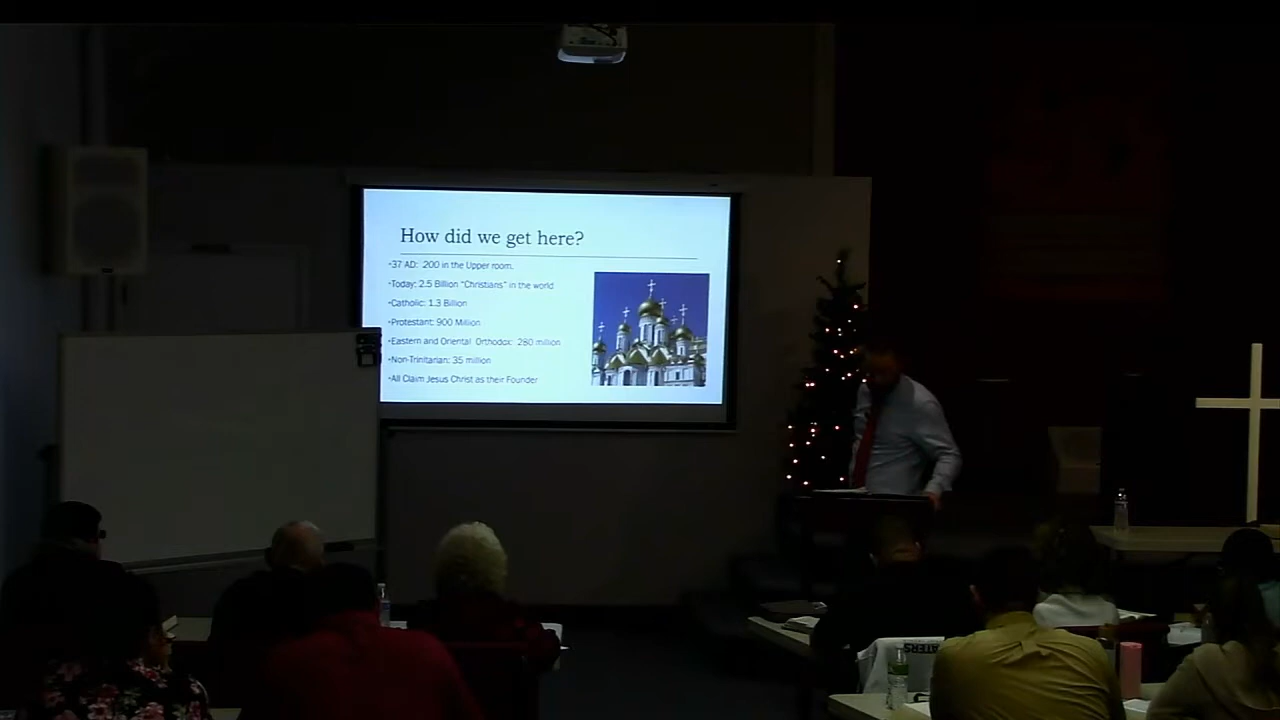 How did we get here?
•37 AD: 200 in the Upper room.
•Today: 2.5 Billion "Christians" in the world
•Catholic: 1.3 Billion
•Protestant: 900 Million
•Eastern and Oriental Orthodox: 280 million
•Non-Trinitarian: 35 million
•All Claim Jesus Christ as their Founder